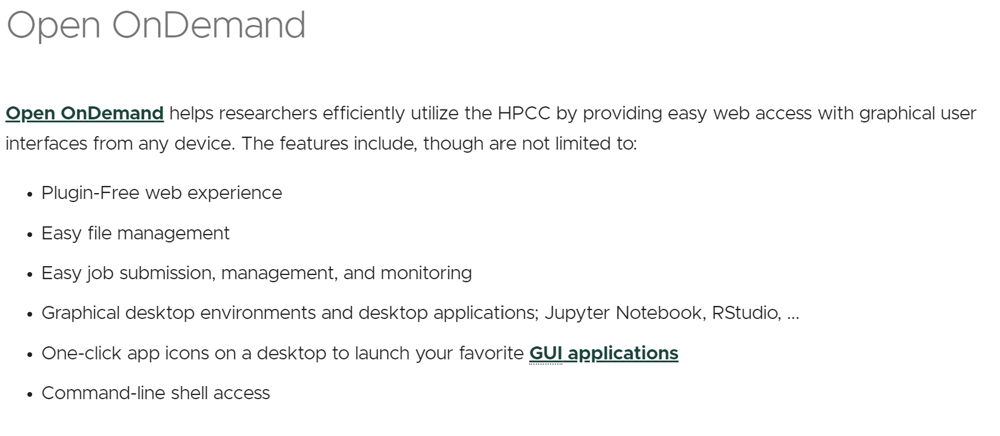 Open OnDemand
Open OnDemand helps researchers efficiently utilize the HPCC by providing easy web access with graphical user
interfaces from any device. The features include, though are not limited to:
• Plugin-Free web experience
• Easy file management
• Easy job submission, management, and monitoring
• Graphical desktop environments and desktop applications; Jupyter Notebook, RStudio, ...
• One-click app icons on a desktop to launch your favorite GUI applications
• Command-line shell access